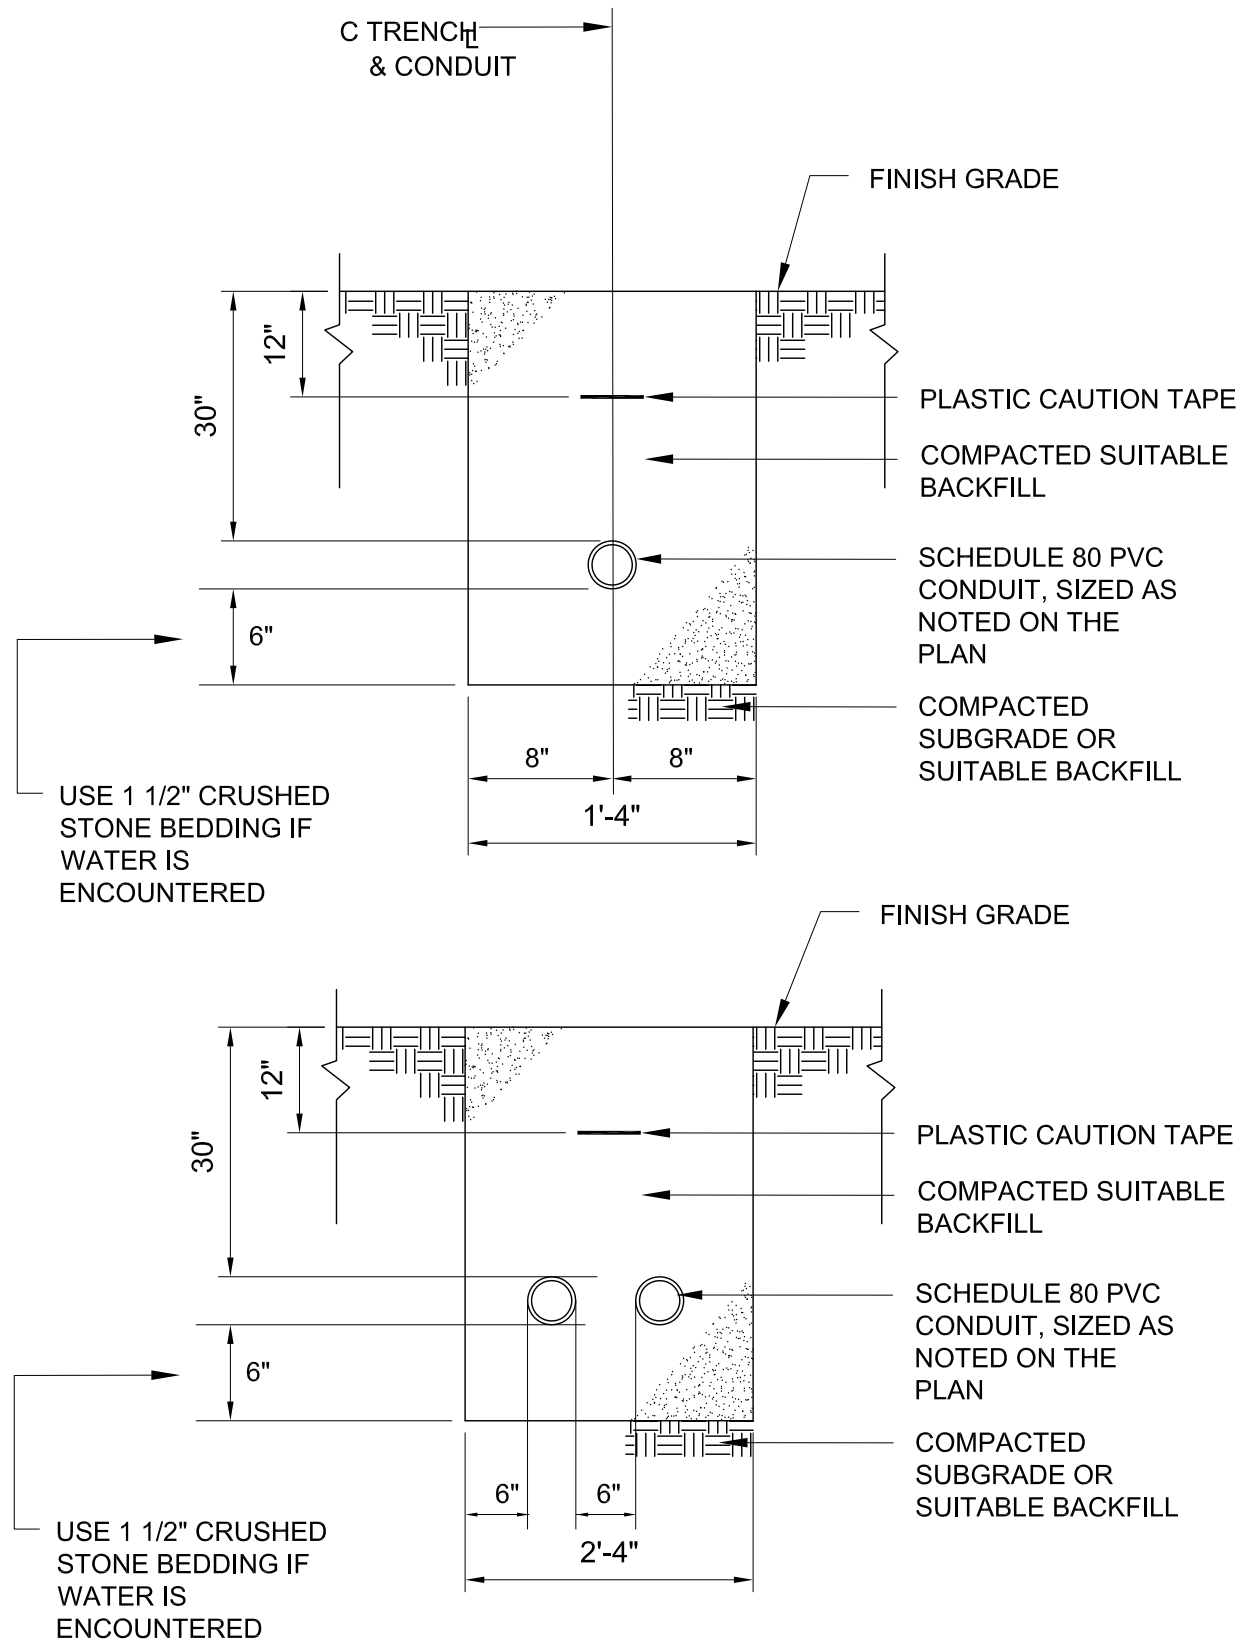 C TRENCH
L
& CONDUIT
FINISH GRADE
12"
30"
PLASTIC CAUTION TAPE
COMPACTED SUITABLE
BACKFILL
SCHEDULE 80 PVC
CONDUIT, SIZED AS
NOTED ON THE
PLAN
6"
COMPACTED
SUBGRADE OR
SUITABLE BACKFILL
8"
8"
1'-4"
USE 1 1/2" CRUSHED
STONE BEDDING IF
WATER IS
ENCOUNTERED
FINISH GRADE
12"
30"
PLASTIC CAUTION TAPE
COMPACTED SUITABLE
BACKFILL
SCHEDULE 80 PVC
CONDUIT, SIZED AS
NOTED ON THE
PLAN
6"
COMPACTED
SUBGRADE OR
SUITABLE BACKFILL
6"
6"
2'-4"
USE 1 1/2" CRUSHED
STONE BEDDING IF
WATER IS
ENCOUNTERED